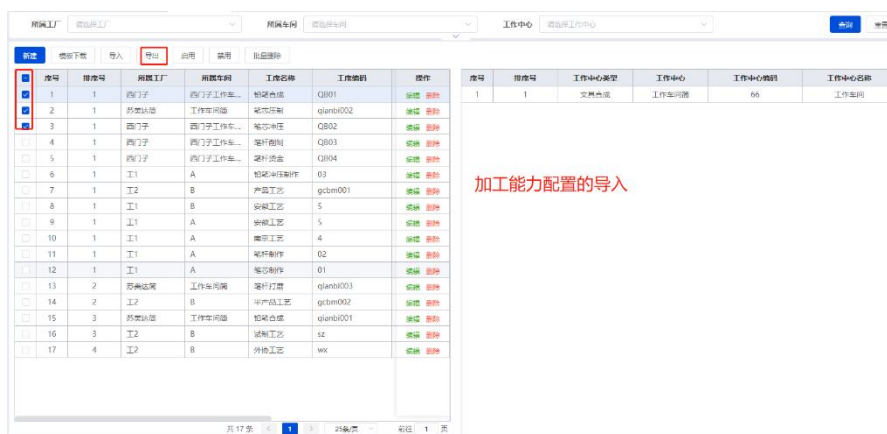 所属工厂 请选择工厂 所属车间 请选择车间 工作中心 请选择工作中心 查询 重置
新建 模板下载 导入 导出 启用 禁用 批量删除
序号 排序号 所属工厂 所属车间 工序名称 工序编码 操作
1 1 西门子 西门子工作车... 铅笔合成 QB01 编辑 删除
2 1 苏美达简 工作车间简 笔芯压制 qianbi002 编辑 删除
3 1 西门子 西门子工作车... 笔芯冲压 QB02 编辑 删除
4 1 西门子 西门子工作车... 笔杆削制 QB03 编辑 删除
5 1 西门子 西门子工作车... 笔杆烫金 QB04 编辑 删除
6 1 工1 A 铅笔冲压制作 03 编辑 删除
7 1 工2 B 产品工艺 gcbm001 编辑 删除
8 1 工1 B 安徽工艺 5 编辑 删除
9 1 工1 A 安徽工艺 5 编辑 删除
10 1 工1 A 南京工艺 4 编辑 删除
11 1 工1 A 笔杆制作 02 编辑 删除
12 1 工1 A 笔芯制作 01 编辑 删除
13 2 苏美达简 工作车间简 笔杆打磨 qianbi003 编辑 删除
14 2 工2 B 半产品工艺 gcbm002 编辑 删除
15 3 苏美达简 工作车间简 铅笔合成 qianbi001 编辑 删除
16 3 工2 B 试制工艺 sz 编辑 删除
17 4 工2 B 外协工艺 wx 编辑 删除
共 17 条 1 25条/页 前往 1 页
序号 排序号 工作中心类型 工作中心 工作中心编码 工作中心名称
1 1 文具合成 工作车间简 66 工作车间
加工能力配置的导入